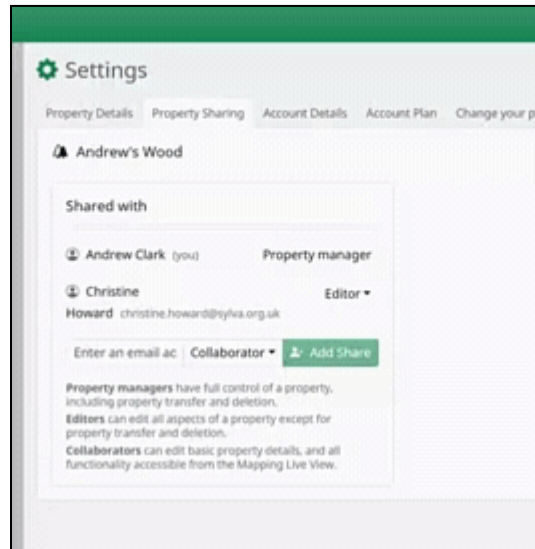 Settings
Property Details Property Sharing Account Details Account Plan Change your p
Andrew's Wood
Shared with
Andrew Clark (you) Property manager
Christine Editor
Howard christine.howard@sylva.org.uk
Enter an email ac Collaborator Add Share
Property managers have full control of a property,
including property transfer and deletion.
Editors can edit all aspects of a property except for
property transfer and deletion.
Collaborators can edit basic property details, and all
functionality accessible from the Mapping Live View.